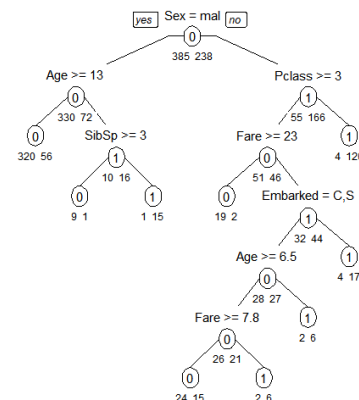 yes Sex = mal no
0
385 238
Age >= 13 Pclass >= 3
0 1
330 72 55 166
SibSp >= 3 Fare >= 23
0 1 0 1
320 56 10 16 51 46 4 120
Embarked = C,S
0 1 0 1
9 1 1 15 19 2 32 44
Age >= 6.5
0 1
28 27 4 17
Fare >= 7.8
0 1
26 21 2 6
0 1
24 15 2 6